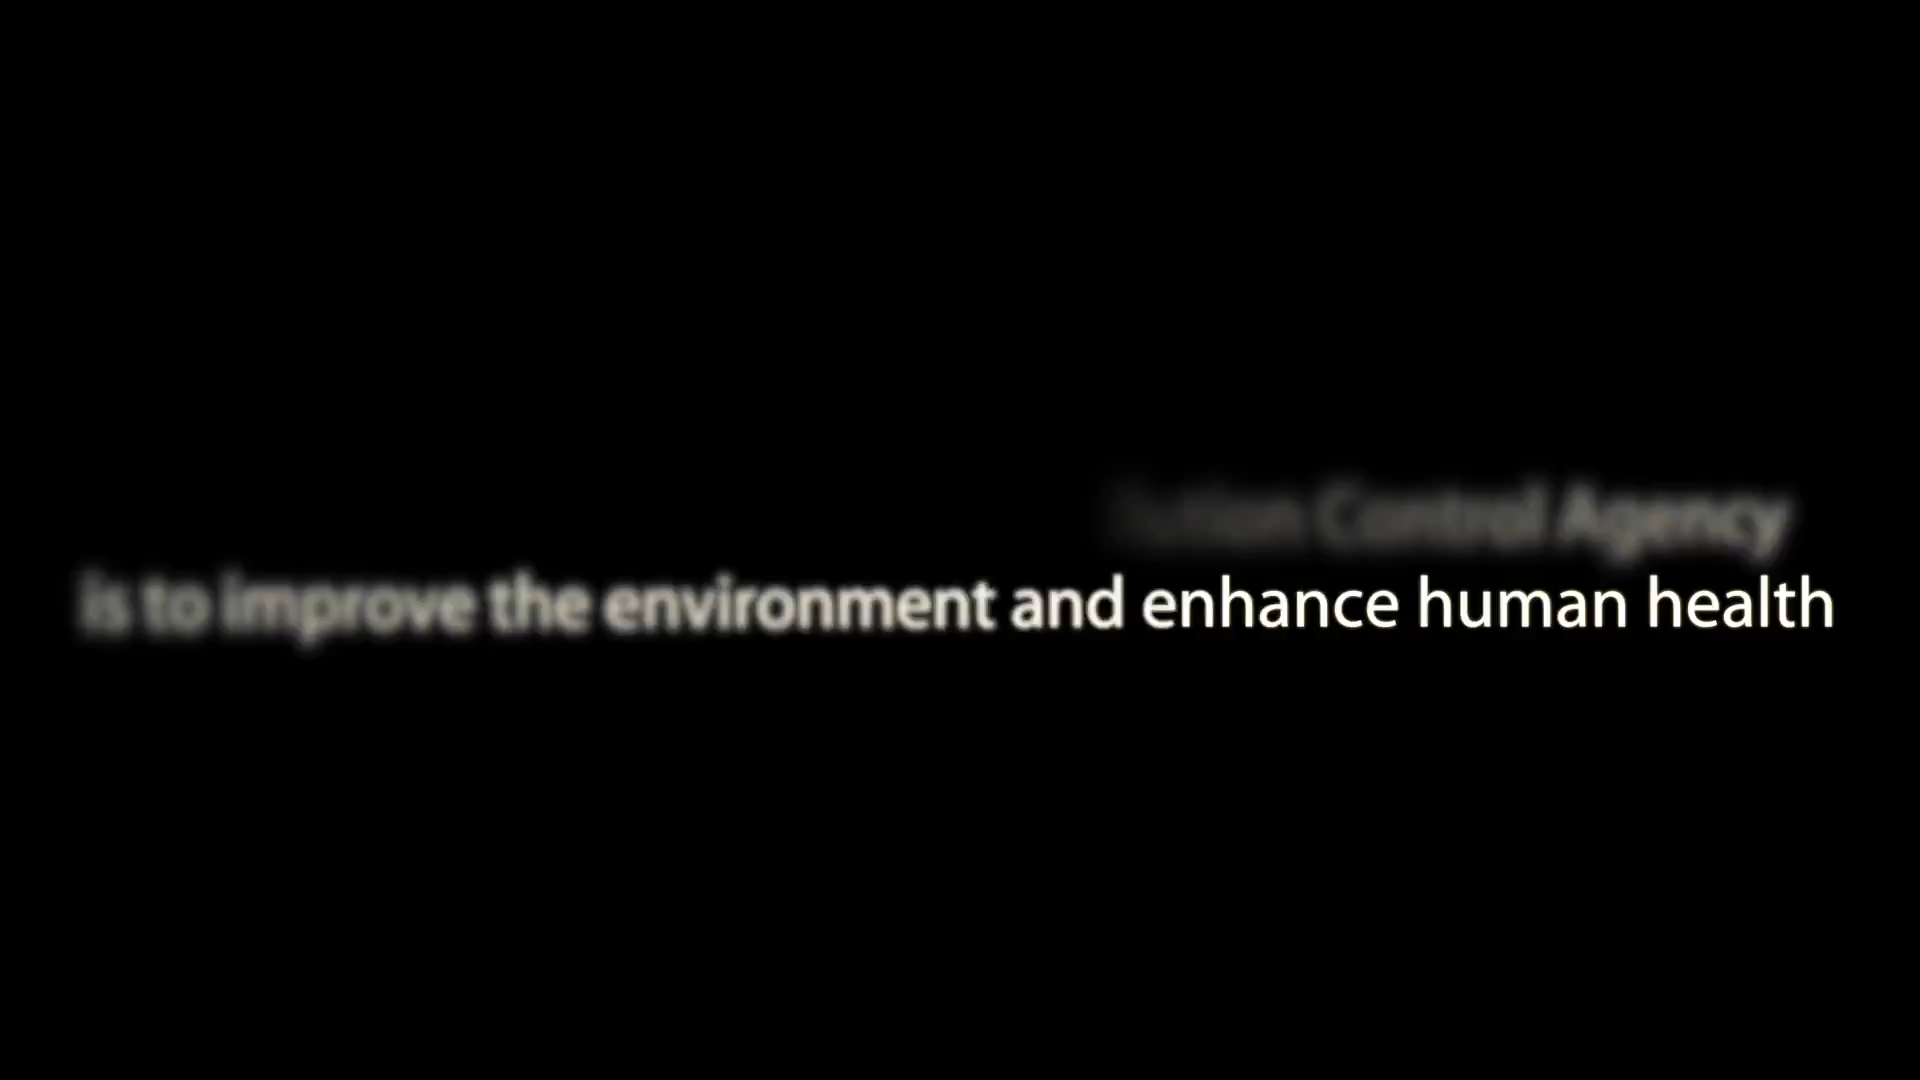 Control Agency
is to improve the environment and enhance human health